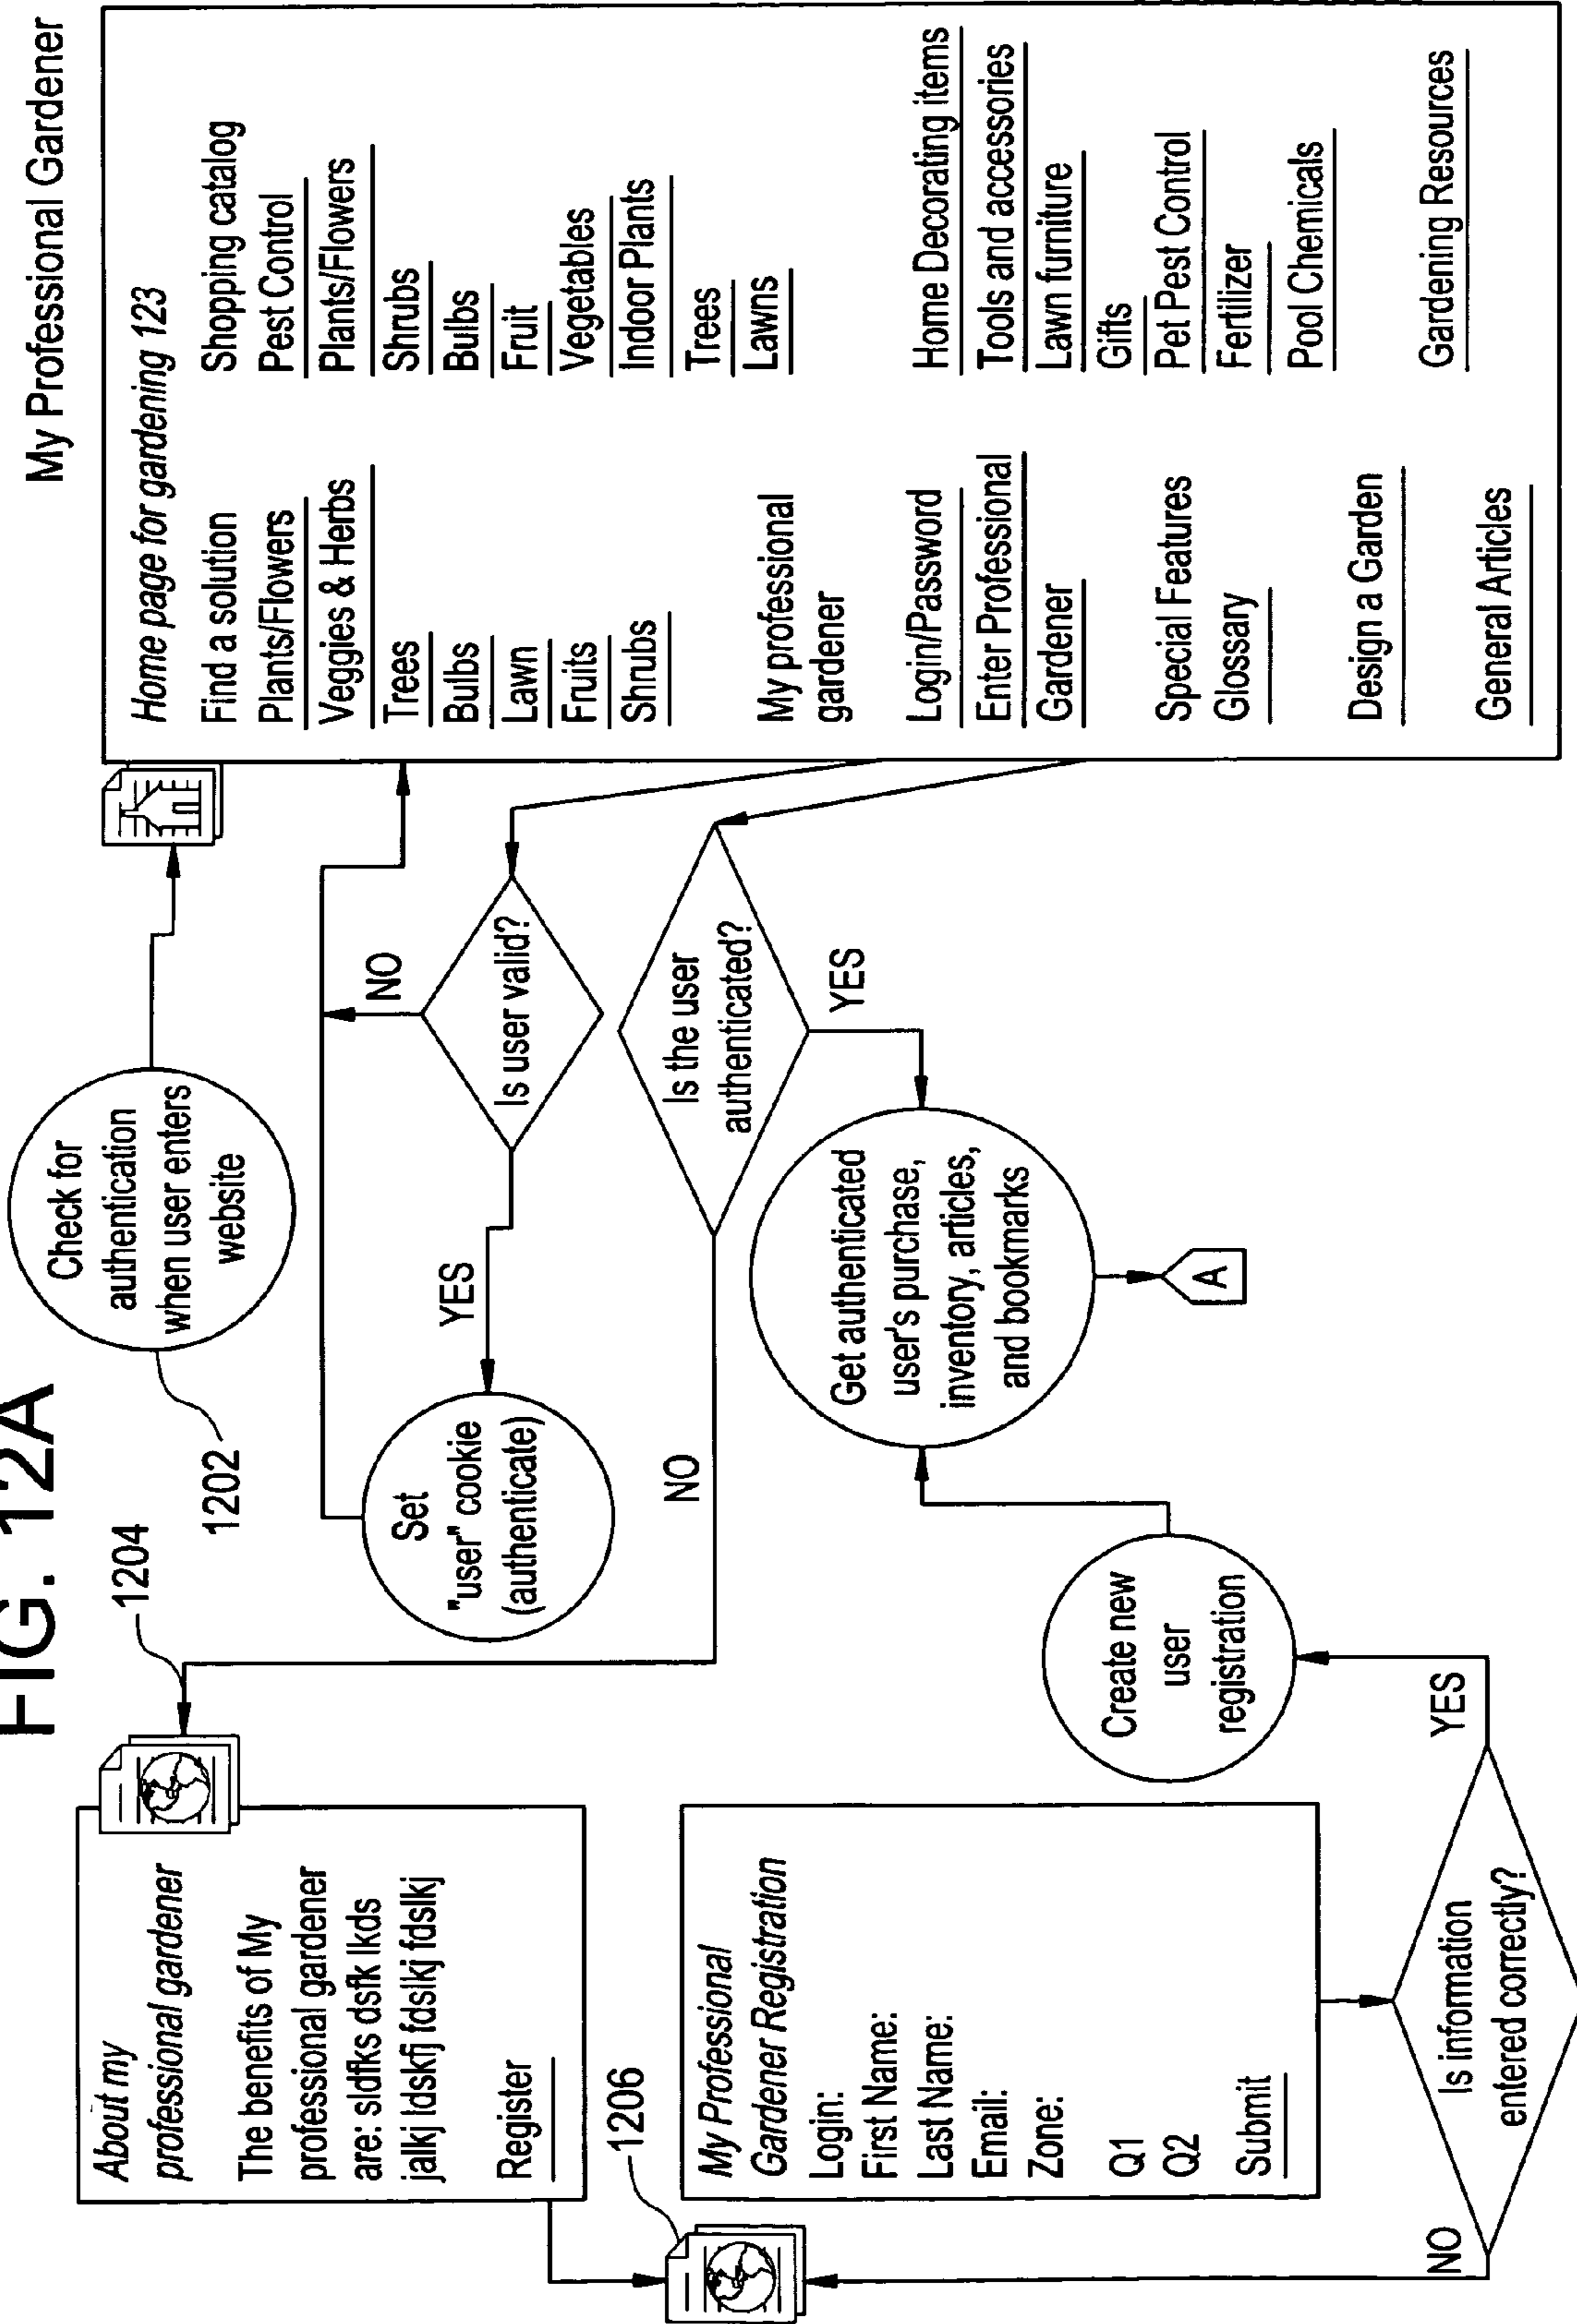 FIG. 12A
My Professional Gardener
1204
1202
1206
Check for
authentication
when user enters
website
About my
professional gardener
The benefits of My
professional gardener
are: sldfks dsfk lkds
jalkj ldskfj fdslkj fdslkj
Register
Set
"user" cookie
(authenticate)
YES
NO
Is user valid?
NO
Is the user
authenticated?
YES
Get authenticated
user's purchase,
inventory, articles,
and bookmarks
A
My Professional
Gardener Registration
Login:
First Name:
Last Name:
Email:
Zone:
Q1
Q2
Submit
Create new
user
registration
NO
Is information
entered correctly?
YES
Home page for gardening 123
Find a solution
Plants/Flowers
Veggies & Herbs
Trees
Bulbs
Lawn
Fruits
Shrubs
My professional
gardener
Login/Password
Enter Professional
Gardener
Special Features
Glossary
Design a Garden
General Articles
Shopping catalog
Pest Control
Plants/Flowers
Shrubs
Bulbs
Fruit
Vegetables
Indoor Plants
Trees
Lawns
Home Decorating items
Tools and accessories
Lawn furniture
Gifts
Pet Pest Control
Fertilizer
Pool Chemicals
Gardening Resources